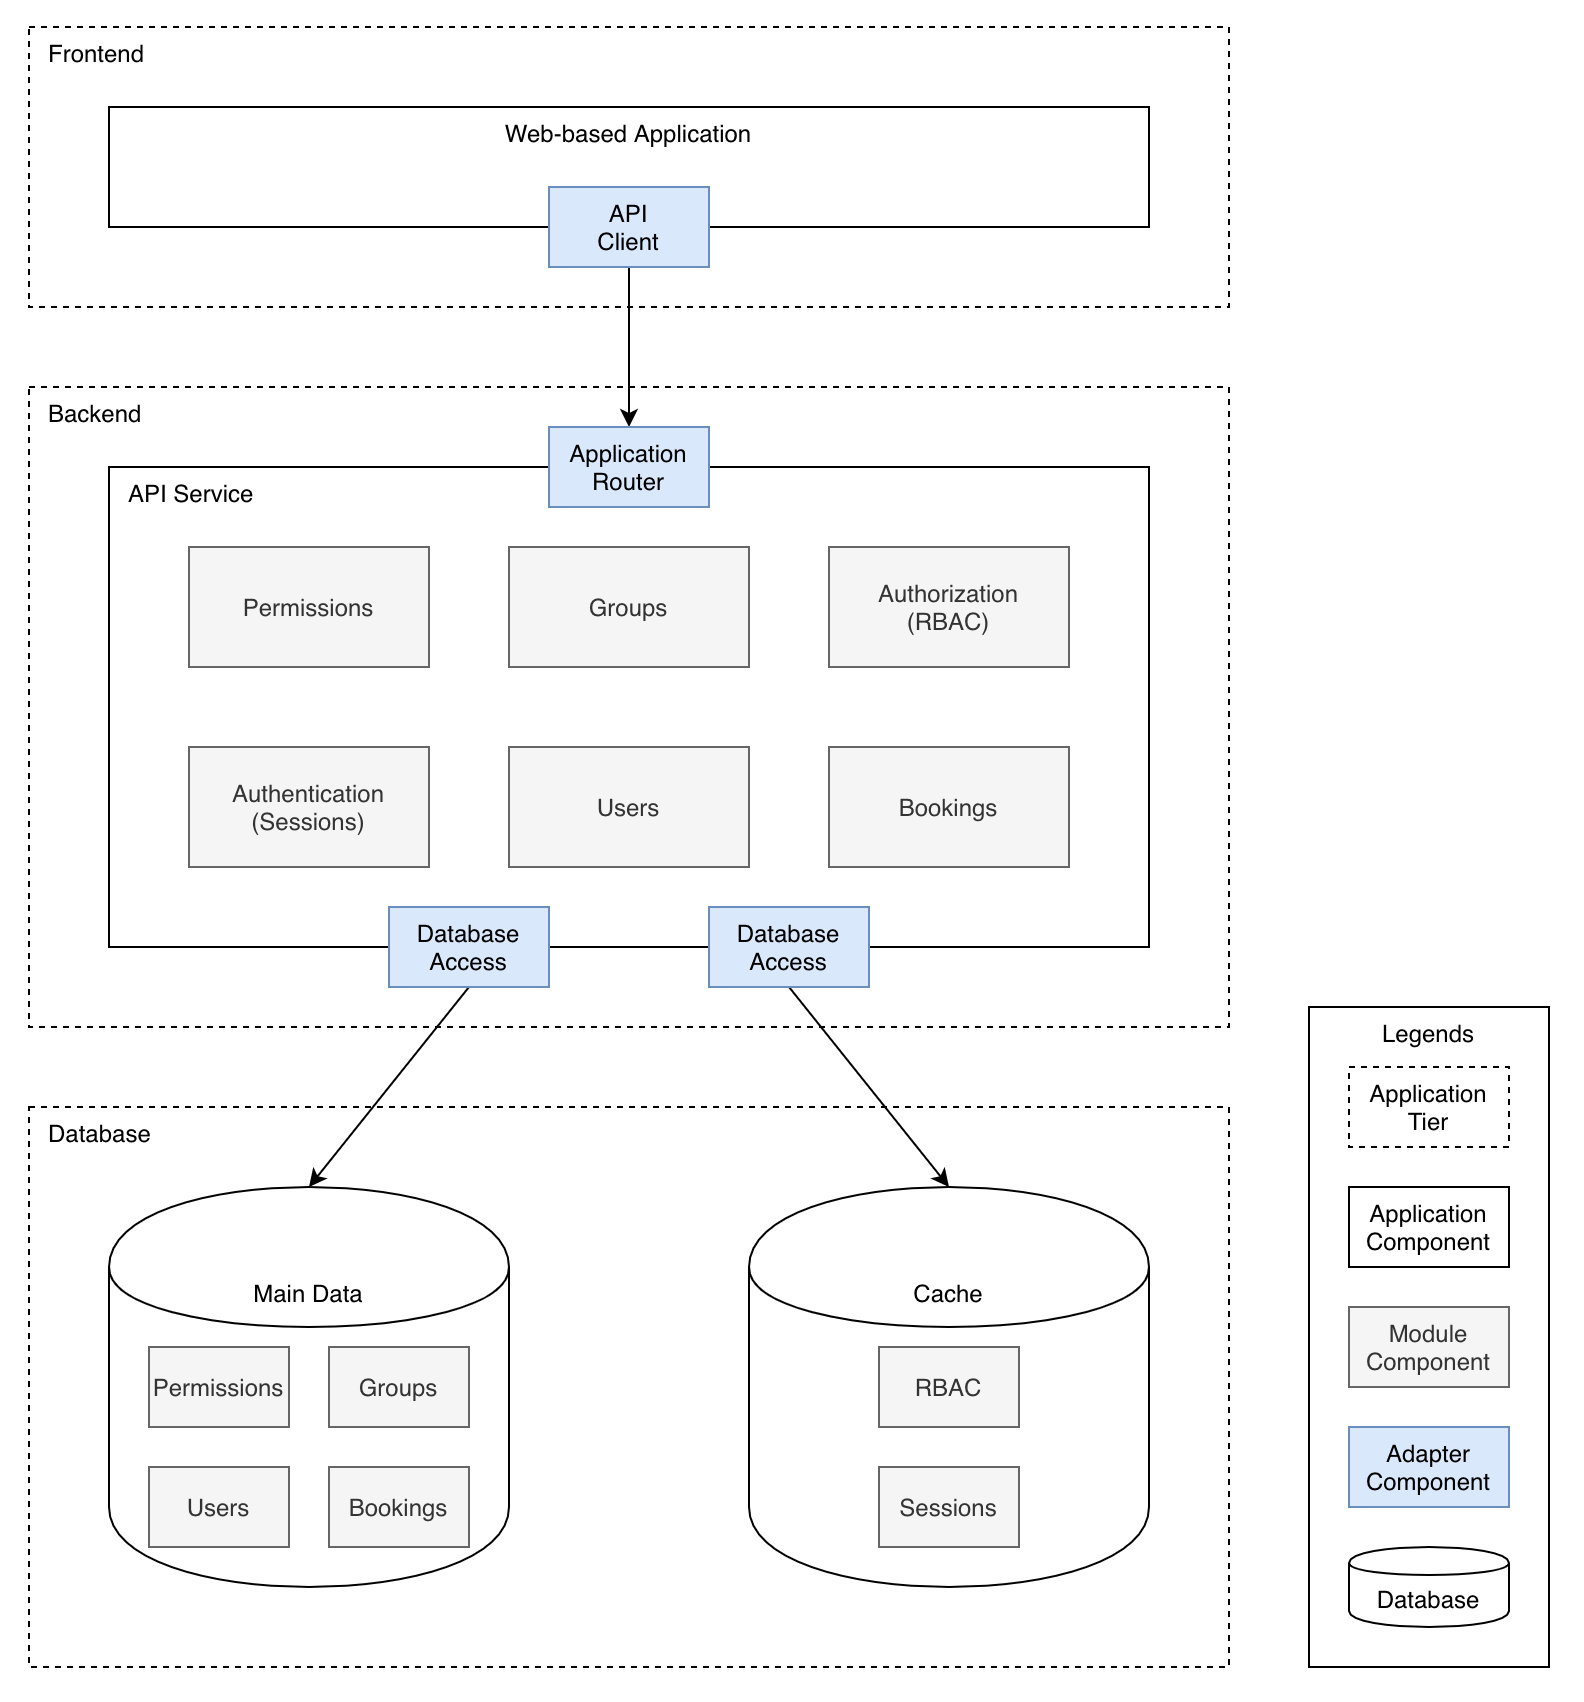 Frontend
Web-based Application
API
Client
Backend
Application
Router
API Service
Permissions
Groups
Authorization
(RBAC)
Authentication
(Sessions)
Users
Bookings
Database
Access
Database
Access
Database
Main Data
Permissions
Groups
Users
Bookings
Cache
RBAC
Sessions
Legends
Application
Tier
Application
Component
Module
Component
Adapter
Component
Database